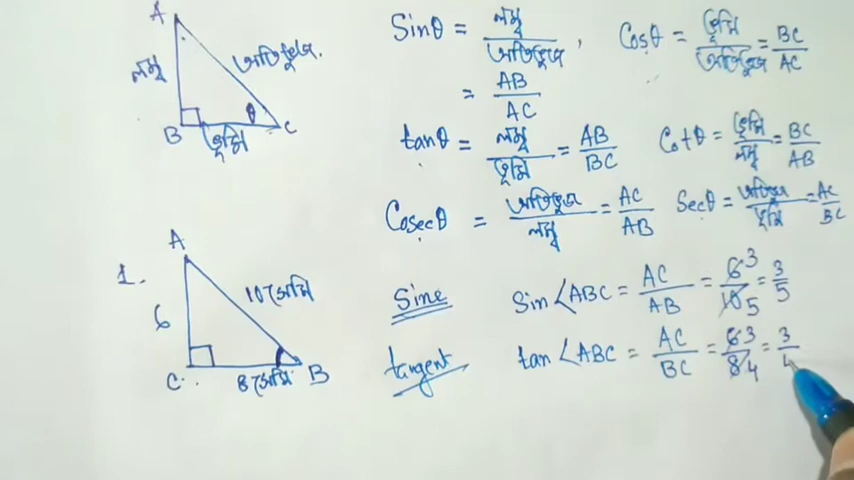 A
লম্ব
অতিভুজ
B
θ
C
ভূমি
Sinθ = লম্ব/অতিভুজ , Cosθ = ভূমি/অতিভুজ = BC/AC
= AB/AC
tanθ = লম্ব/ভূমি = AB/BC Cotθ = ভূমি/লম্ব = BC/AB
Cosecθ = অতিভুজ/লম্ব = AC/AB Secθ = অতিভুজ/ভূমি = AC/BC
1.
A
6
10 সেমি
C
8 সেমি
B
Sine Sin∠ABC = AC/AB = 6 3/10 5 = 3/5
tangent tan∠ABC = AC/BC = 6 3/8 4 = 3/4